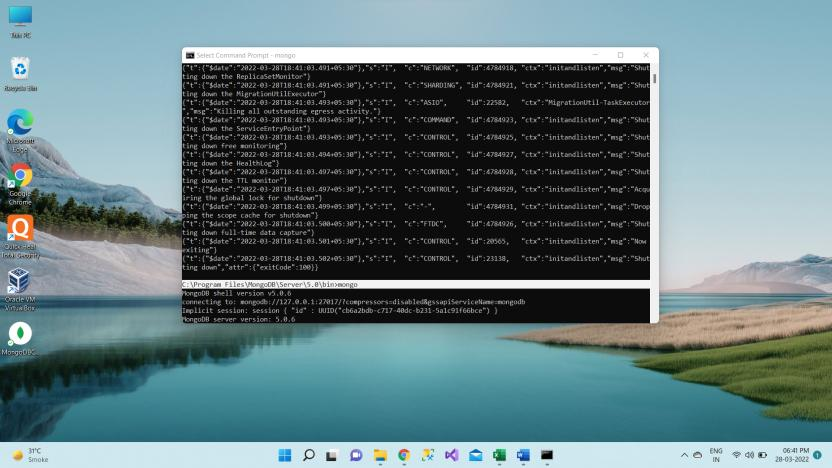 This PC
Recycle Bin
Microsoft
Edge
Google
Chrome
Quick Heal
Total Security
Oracle VM
VirtualBox
MongoDBC...
Select Command Prompt - mongo
{"t":{"$date":"2022-03-28T18:41:03.491+05:30"},"s":"I",  "c":"NETWORK",  "id":4784918, "ctx":"initandlisten","msg":"Shut
ting down the ReplicaSetMonitor"}
{"t":{"$date":"2022-03-28T18:41:03.491+05:30"},"s":"I",  "c":"SHARDING", "id":4784921, "ctx":"initandlisten","msg":"Shut
ting down the MigrationUtilExecutor"}
{"t":{"$date":"2022-03-28T18:41:03.493+05:30"},"s":"I",  "c":"ASIO",     "id":22582,   "ctx":"MigrationUtil-TaskExecutor
","msg":"Killing all outstanding egress activity."}
{"t":{"$date":"2022-03-28T18:41:03.493+05:30"},"s":"I",  "c":"COMMAND",  "id":4784923, "ctx":"initandlisten","msg":"Shut
ting down the ServiceEntryPoint"}
{"t":{"$date":"2022-03-28T18:41:03.493+05:30"},"s":"I",  "c":"CONTROL",  "id":4784925, "ctx":"initandlisten","msg":"Shut
ting down free monitoring"}
{"t":{"$date":"2022-03-28T18:41:03.494+05:30"},"s":"I",  "c":"CONTROL",  "id":4784927, "ctx":"initandlisten","msg":"Shut
ting down the HealthLog"}
{"t":{"$date":"2022-03-28T18:41:03.497+05:30"},"s":"I",  "c":"CONTROL",  "id":4784928, "ctx":"initandlisten","msg":"Shut
ting down the TTL monitor"}
{"t":{"$date":"2022-03-28T18:41:03.497+05:30"},"s":"I",  "c":"CONTROL",  "id":4784929, "ctx":"initandlisten","msg":"Acqu
iring the global lock for shutdown"}
{"t":{"$date":"2022-03-28T18:41:03.499+05:30"},"s":"I",  "c":"-",        "id":4784931, "ctx":"initandlisten","msg":"Drop
ping the scope cache for shutdown"}
{"t":{"$date":"2022-03-28T18:41:03.500+05:30"},"s":"I",  "c":"FTDC",     "id":4784926, "ctx":"initandlisten","msg":"Shut
ting down full-time data capture"}
{"t":{"$date":"2022-03-28T18:41:03.501+05:30"},"s":"I",  "c":"CONTROL",  "id":20565,   "ctx":"initandlisten","msg":"Now
exiting"}
{"t":{"$date":"2022-03-28T18:41:03.502+05:30"},"s":"I",  "c":"CONTROL",  "id":23138,   "ctx":"initandlisten","msg":"Shut
ting down","attr":{"exitCode":100}}
C:\Program Files\MongoDB\Server\5.0\bin>mongo
MongoDB shell version v5.0.6
connecting to: mongodb://127.0.0.1:27017/?compressors=disabled&gssapiServiceName=mongodb
Implicit session: session { "id" : UUID("cb6a2bdb-c717-40dc-b231-5a1c91f66bce") }
MongoDB server version: 5.0.6
31°C
Smoke
ENG
IN
06:41 PM
28-03-2022
1